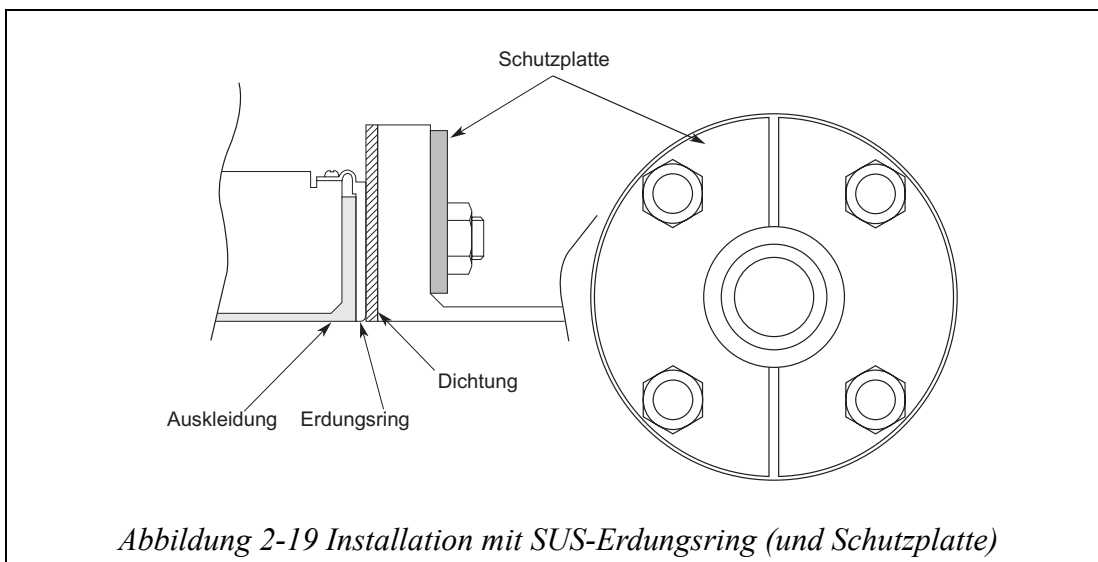 Schutzplatte
Dichtung
Auskleidung
Erdungsring
Abbildung 2-19 Installation mit SUS-Erdungsring (und Schutzplatte)